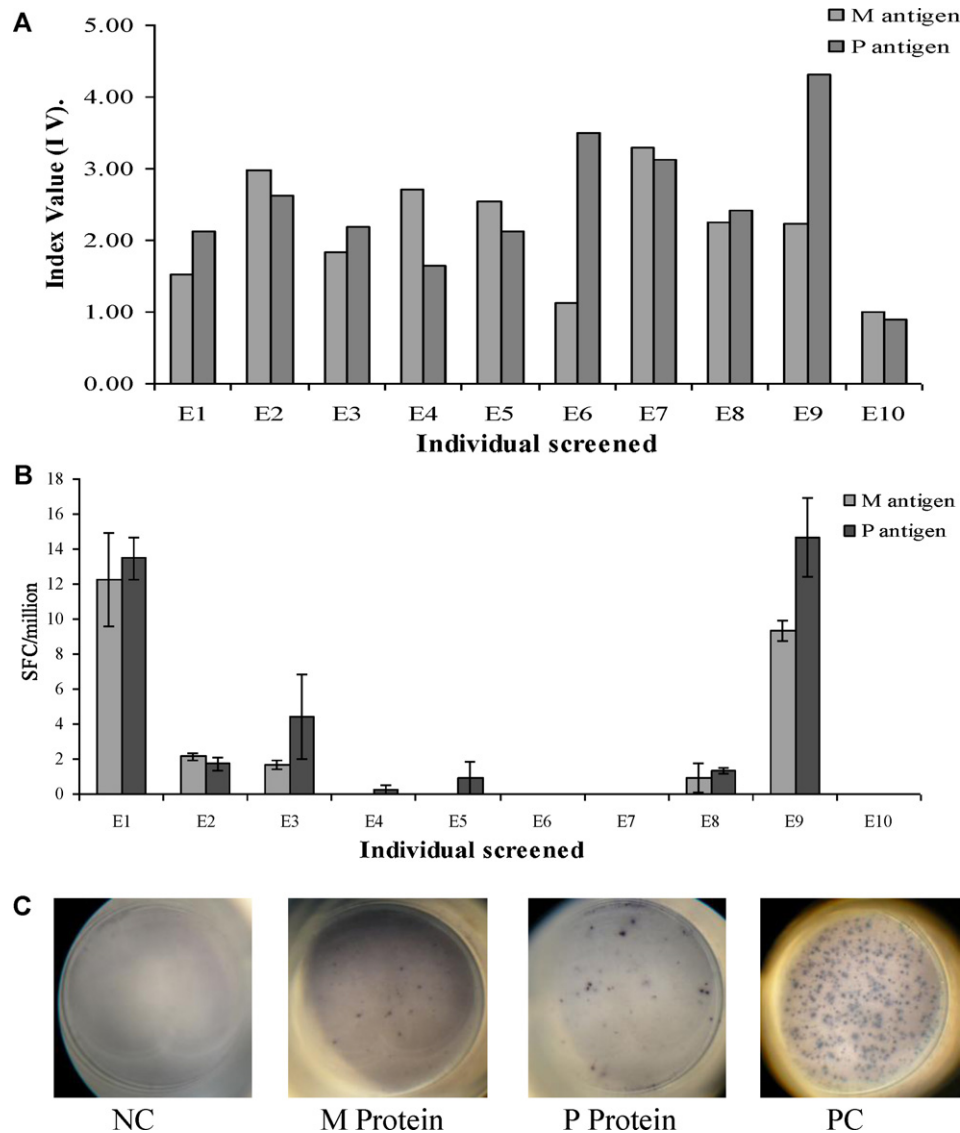 A
M antigen
P antigen
Index Value (I V).
5.00
4.00
3.00
2.00
1.00
0.00
E1 E2 E3 E4 E5 E6 E7 E8 E9 E10
Individual screened
B
M antigen
P antigen
SFC/million
18
16
14
12
10
8
6
4
2
0
E1 E2 E3 E4 E5 E6 E7 E8 E9 E10
Individual screened
C
NC M Protein P Protein PC